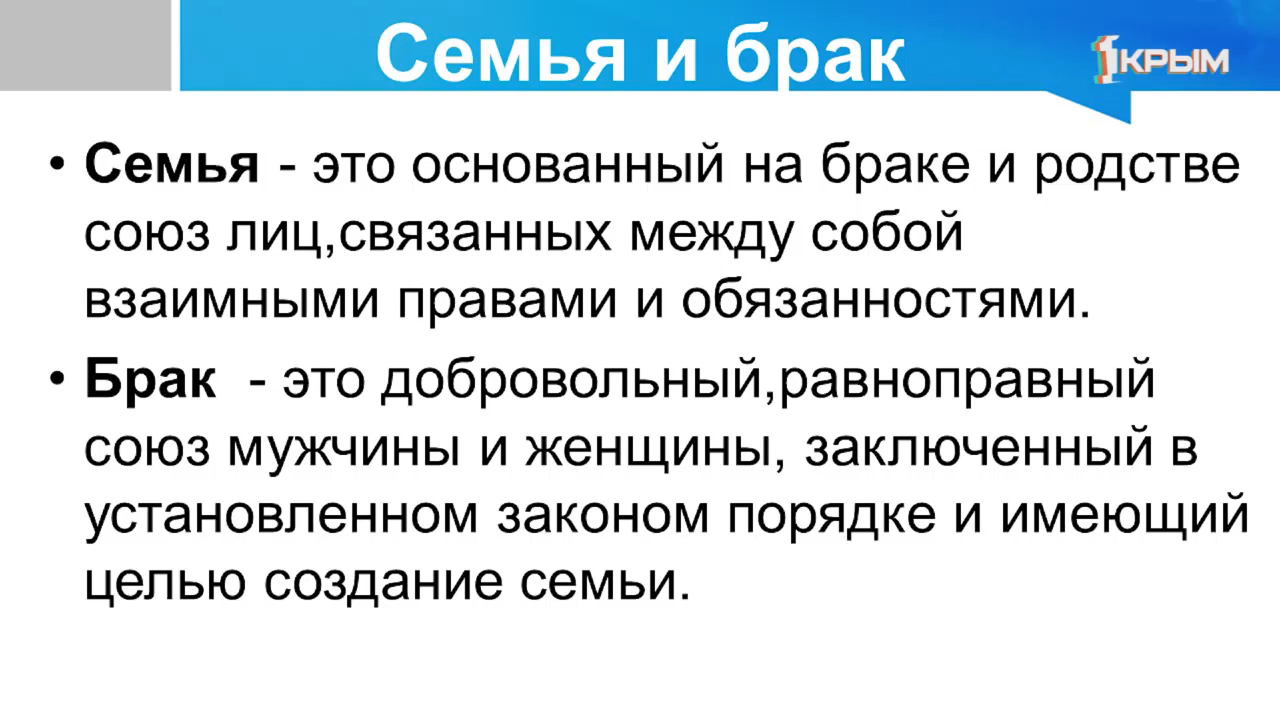 Семья и брак
1КРЫМ
• Семья - это основанный на браке и родстве
союз лиц,связанных между собой
взаимными правами и обязанностями.
• Брак - это добровольный,равноправный
союз мужчины и женщины, заключенный в
установленном законом порядке и имеющий
целью создание семьи.